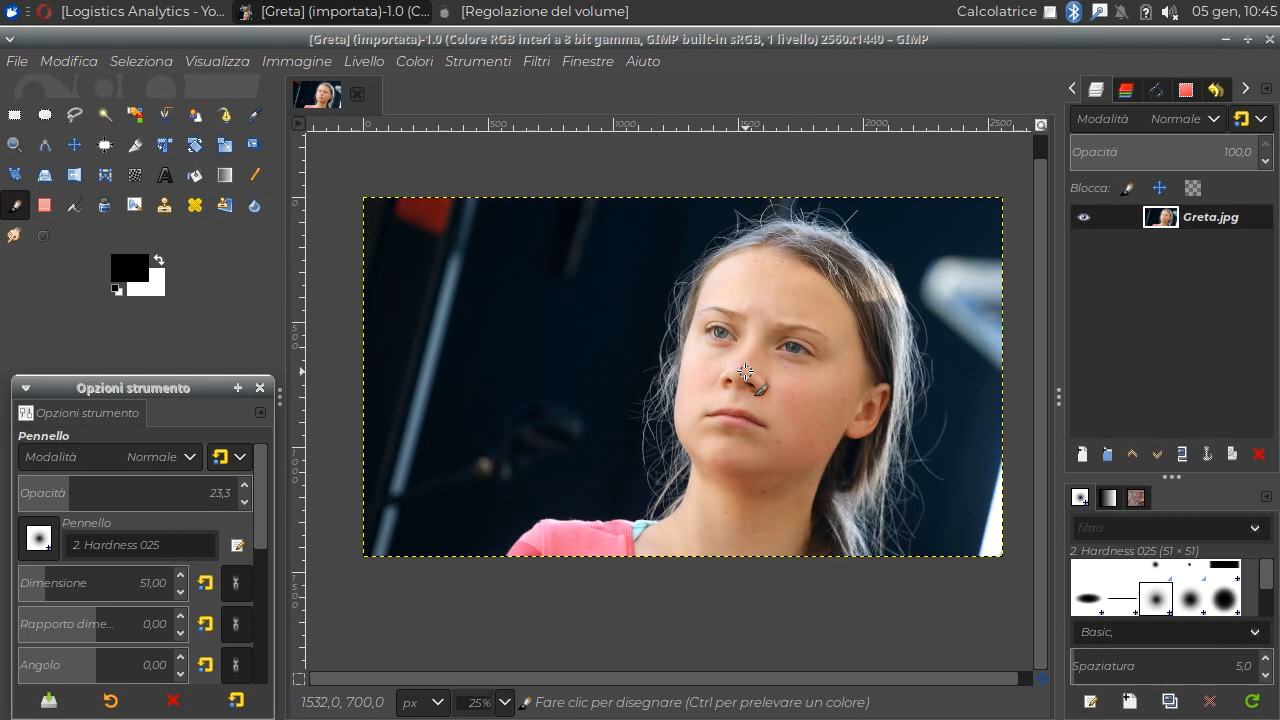 [Logistics Analytics - Yo... [Greta] (importata)-1.0 (C... [Regolazione del volume] Calcolatrice 05 gen, 10:45
[Greta] (importata)-1.0 (Colore RGB interi a 8 bit gamma, GIMP built-in sRGB, 1 livello) 2560x1440 – GIMP
File Modifica Seleziona Visualizza Immagine Livello Colori Strumenti Filtri Finestre Aiuto
Modalità Normale
Opacità 100,0
Blocca:
Greta.jpg
0 500 1000 1500 2000 2500
0
500
1000
1500
Opzioni strumento
Opzioni strumento
Pennello
Modalità Normale
Opacità 23,3
Pennello
2. Hardness 025
Dimensione 51,00
Rapporto dime... 0,00
Angolo 0,00
filtro
2. Hardness 025 (51 × 51)
Basic,
Spaziatura 5,0
1532,0, 700,0 px 25% Fate clic per disegnare (Ctrl per prelevare un colore)